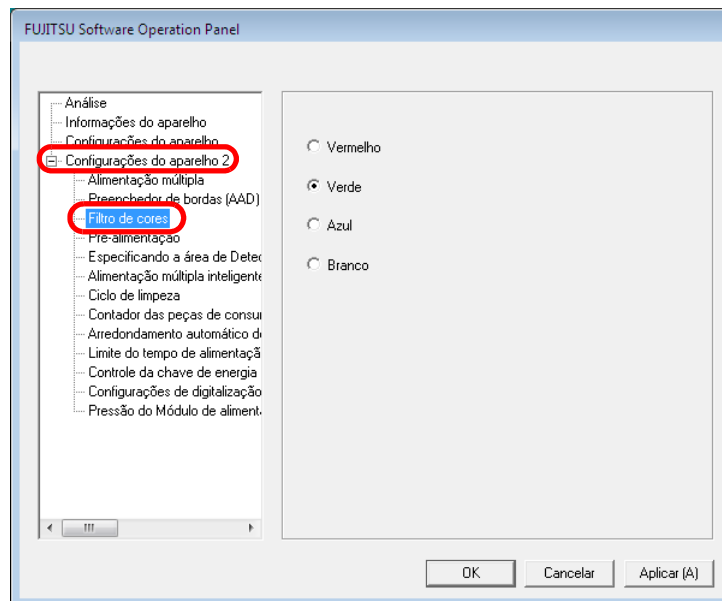 FUJITSU Software Operation Panel
Análise
Informações do aparelho
Configurações do aparelho
Configurações do aparelho 2
Alimentação múltipla
Preenchedor de bordas (AAD)
Filtro de cores
Pré-alimentação
Especificando a área de Detec
Alimentação múltipla inteligente
Ciclo de limpeza
Contador das peças de consu
Arredondamento automático d
Limite do tempo de alimentaçã
Controle da chave de energia
Configurações de digitalização
Pressão do Módulo de aliment
Vermelho
Verde
Azul
Branco
OK
Cancelar
Aplicar (A)